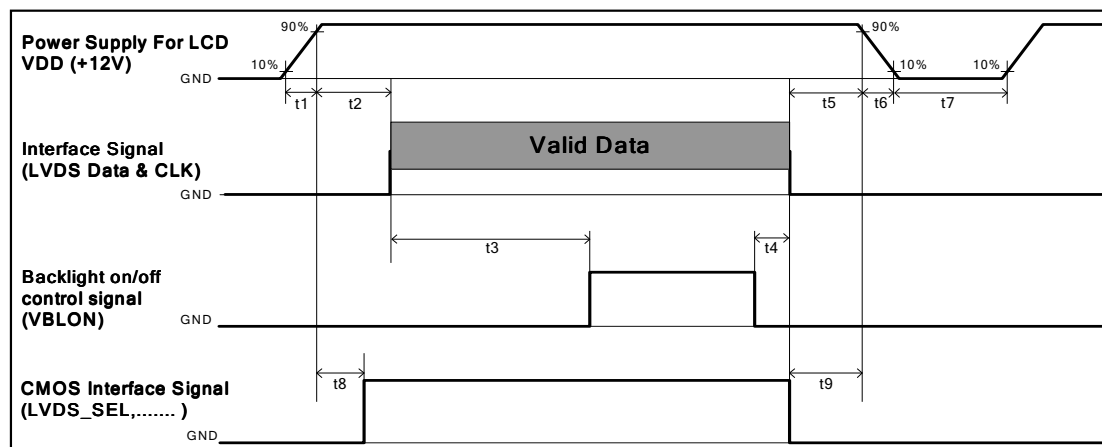 Power Supply For LCD
VDD (+12V)
GND
10%
90%
90%
10%
10%
t1
t2
t5
t6
t7
Interface Signal
(LVDS Data & CLK)
GND
Valid Data
t3
t4
Backlight on/off
control signal
(VBLON)
GND
t8
t9
CMOS Interface Signal
(LVDS_SEL,....... )
GND